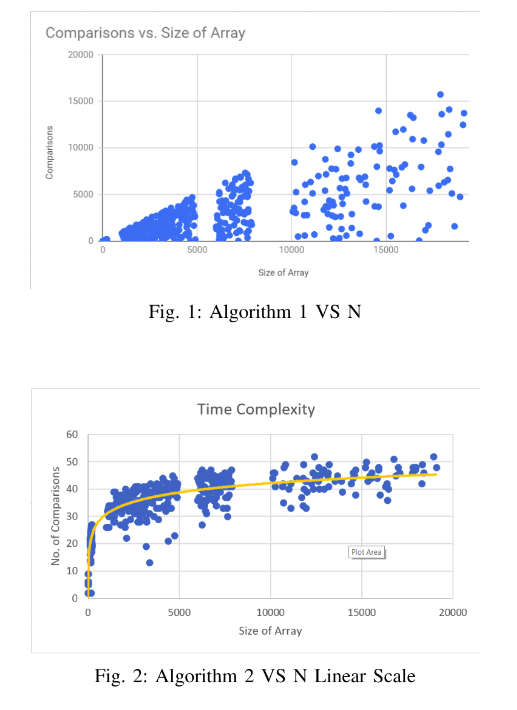 Comparisons vs. Size of Array
20000
15000
10000
5000
0
Comparisons
0
5000
10000
15000
Size of Array
Fig. 1: Algorithm 1 VS N
Time Complexity
60
50
40
30
20
10
0
No. of Comparisons
Plot Area
0
5000
10000
15000
20000
Size of Array
Fig. 2: Algorithm 2 VS N Linear Scale